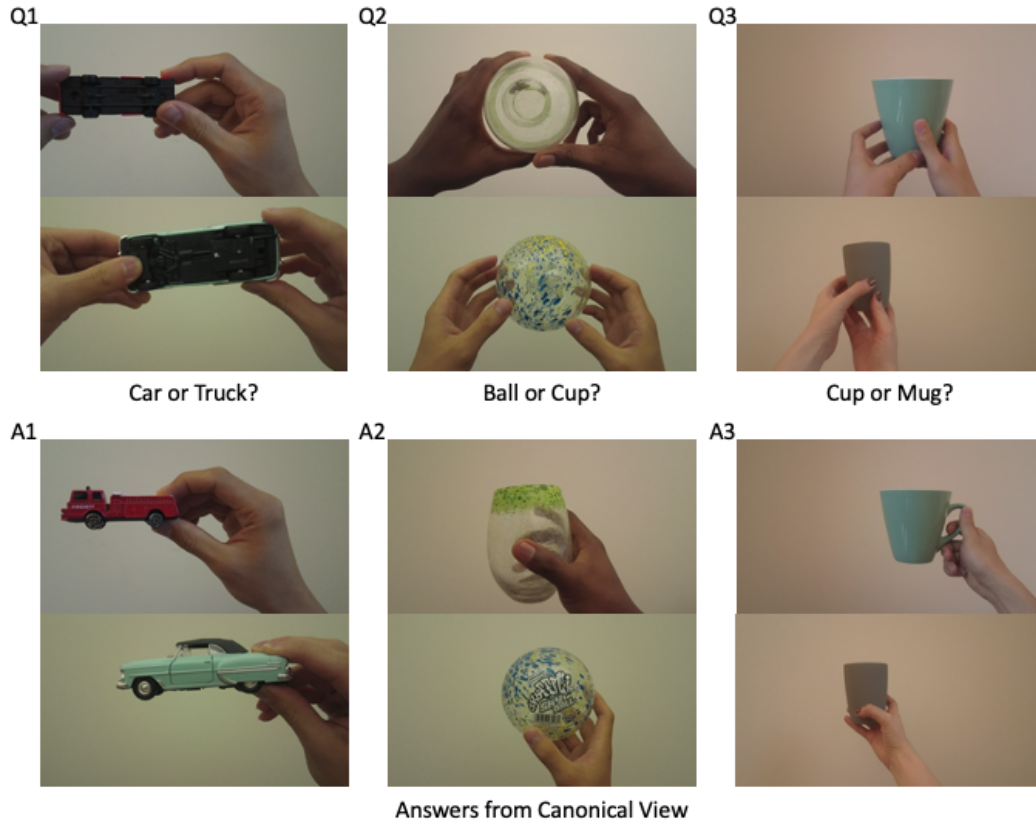 Q1
Q2
Q3
Car or Truck?
Ball or Cup?
Cup or Mug?
A1
A2
A3
Answers from Canonical View